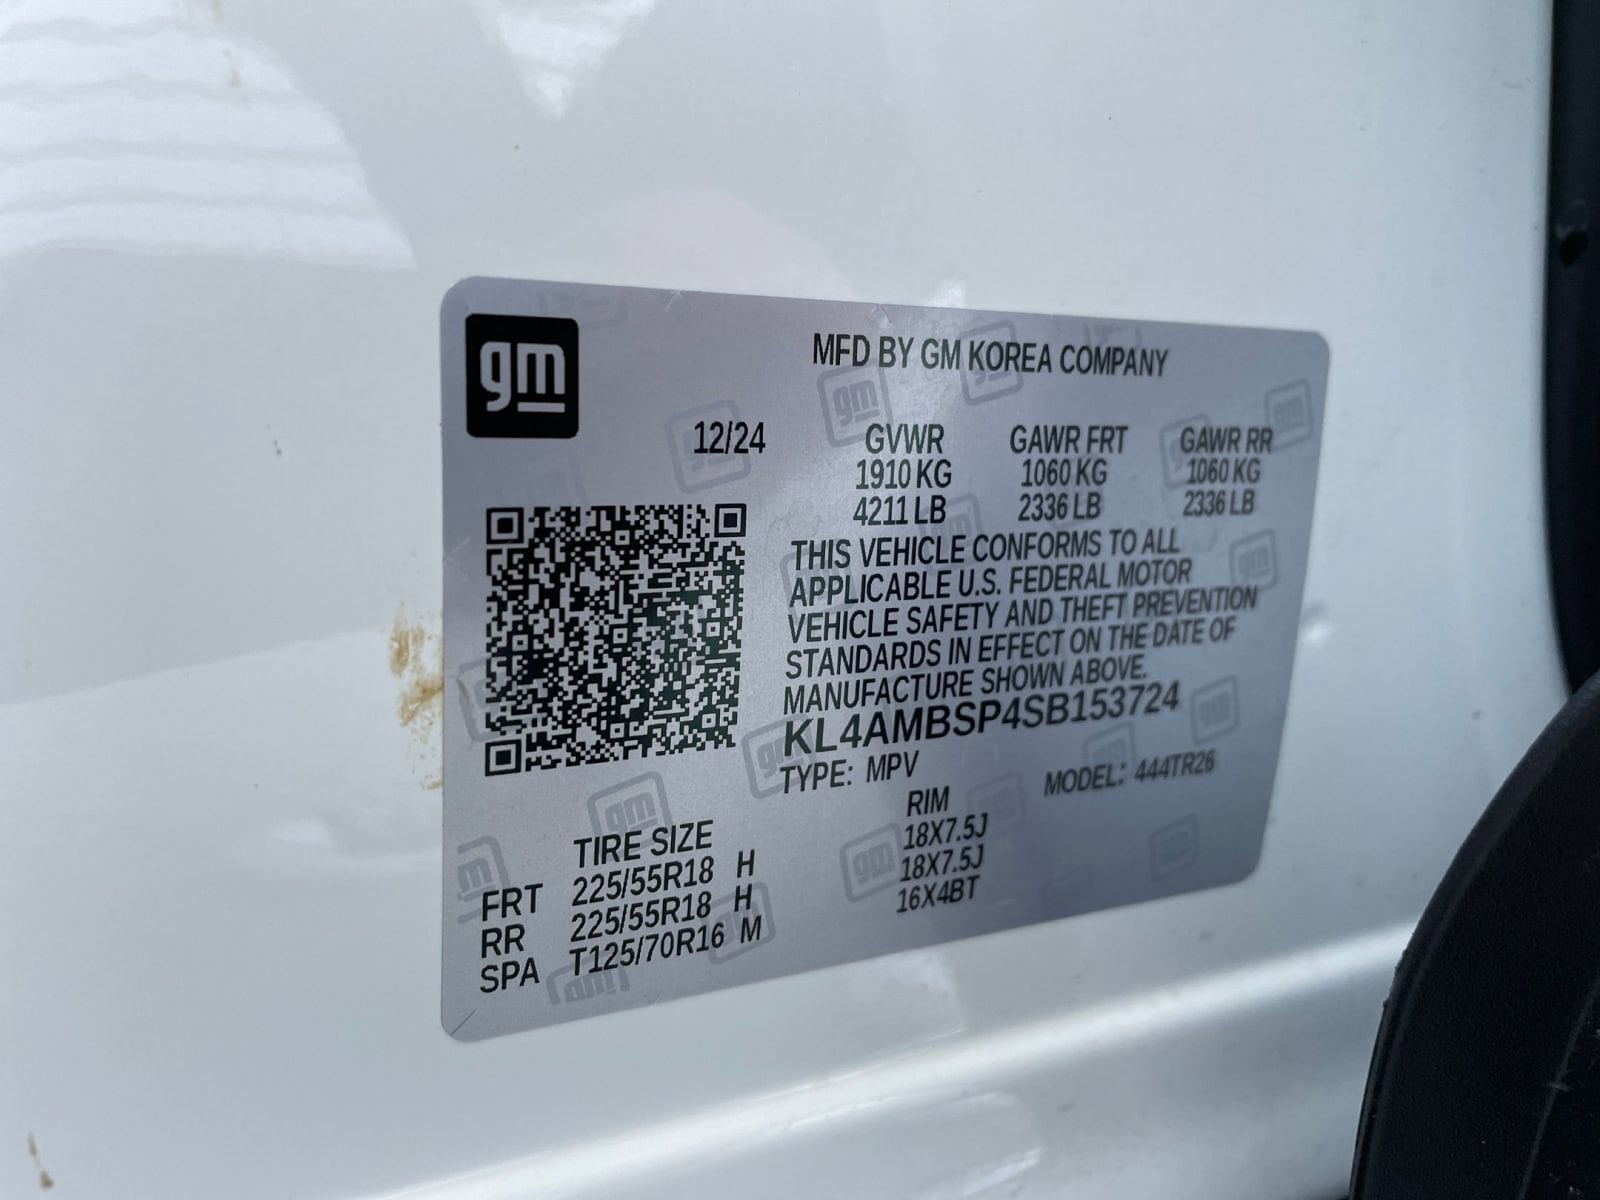 gm
MFD BY GM KOREA COMPANY
12/24 GVWR GAWR FRT GAWR RR
1910 KG 1060 KG 1060 KG
4211 LB 2336 LB 2336 LB
THIS VEHICLE CONFORMS TO ALL
APPLICABLE U.S. FEDERAL MOTOR
VEHICLE SAFETY AND THEFT PREVENTION
STANDARDS IN EFFECT ON THE DATE OF
MANUFACTURE SHOWN ABOVE.
KL4AMBSP4SB153724
TYPE: MPV MODEL: 444TR26
TIRE SIZE RIM
FRT 225/55R18 H 18X7.5J
RR 225/55R18 H 18X7.5J
SPA T125/70R16 M 16X4BT